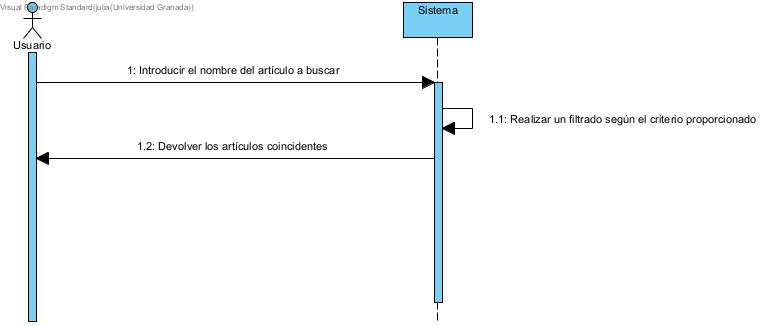 Visual Paradigm Standard(julia(Universidad Granada))
Sistema
Usuario
1: Introducir el nombre del artículo a buscar
1.1: Realizar un filtrado según el criterio proporcionado
1.2: Devolver los artículos coincidentes